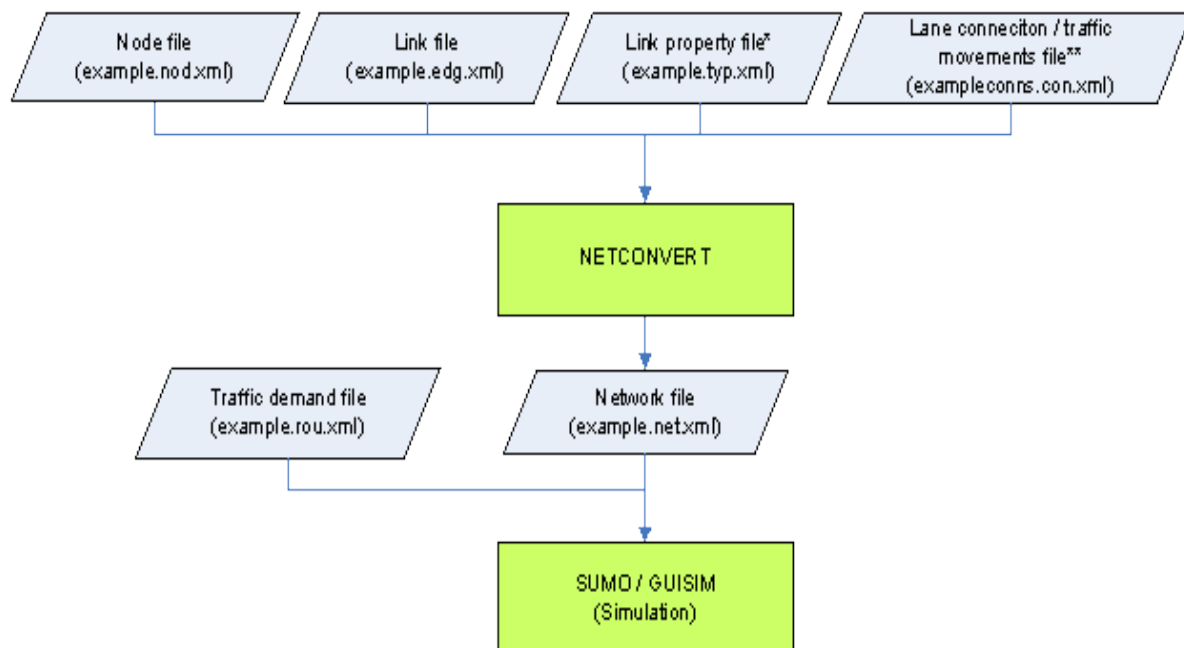 Node file
(example.nod.xml)
Link file
(example.edg.xml)
Link property file*
(example.typ.xml)
Lane conneciton / traffic
movements file**
(exampleconns.con.xml)
NETCONVERT
Traffic demand file
(example.rou.xml)
Network file
(example.net.xml)
SUMO / GUISIM
(Simulation)